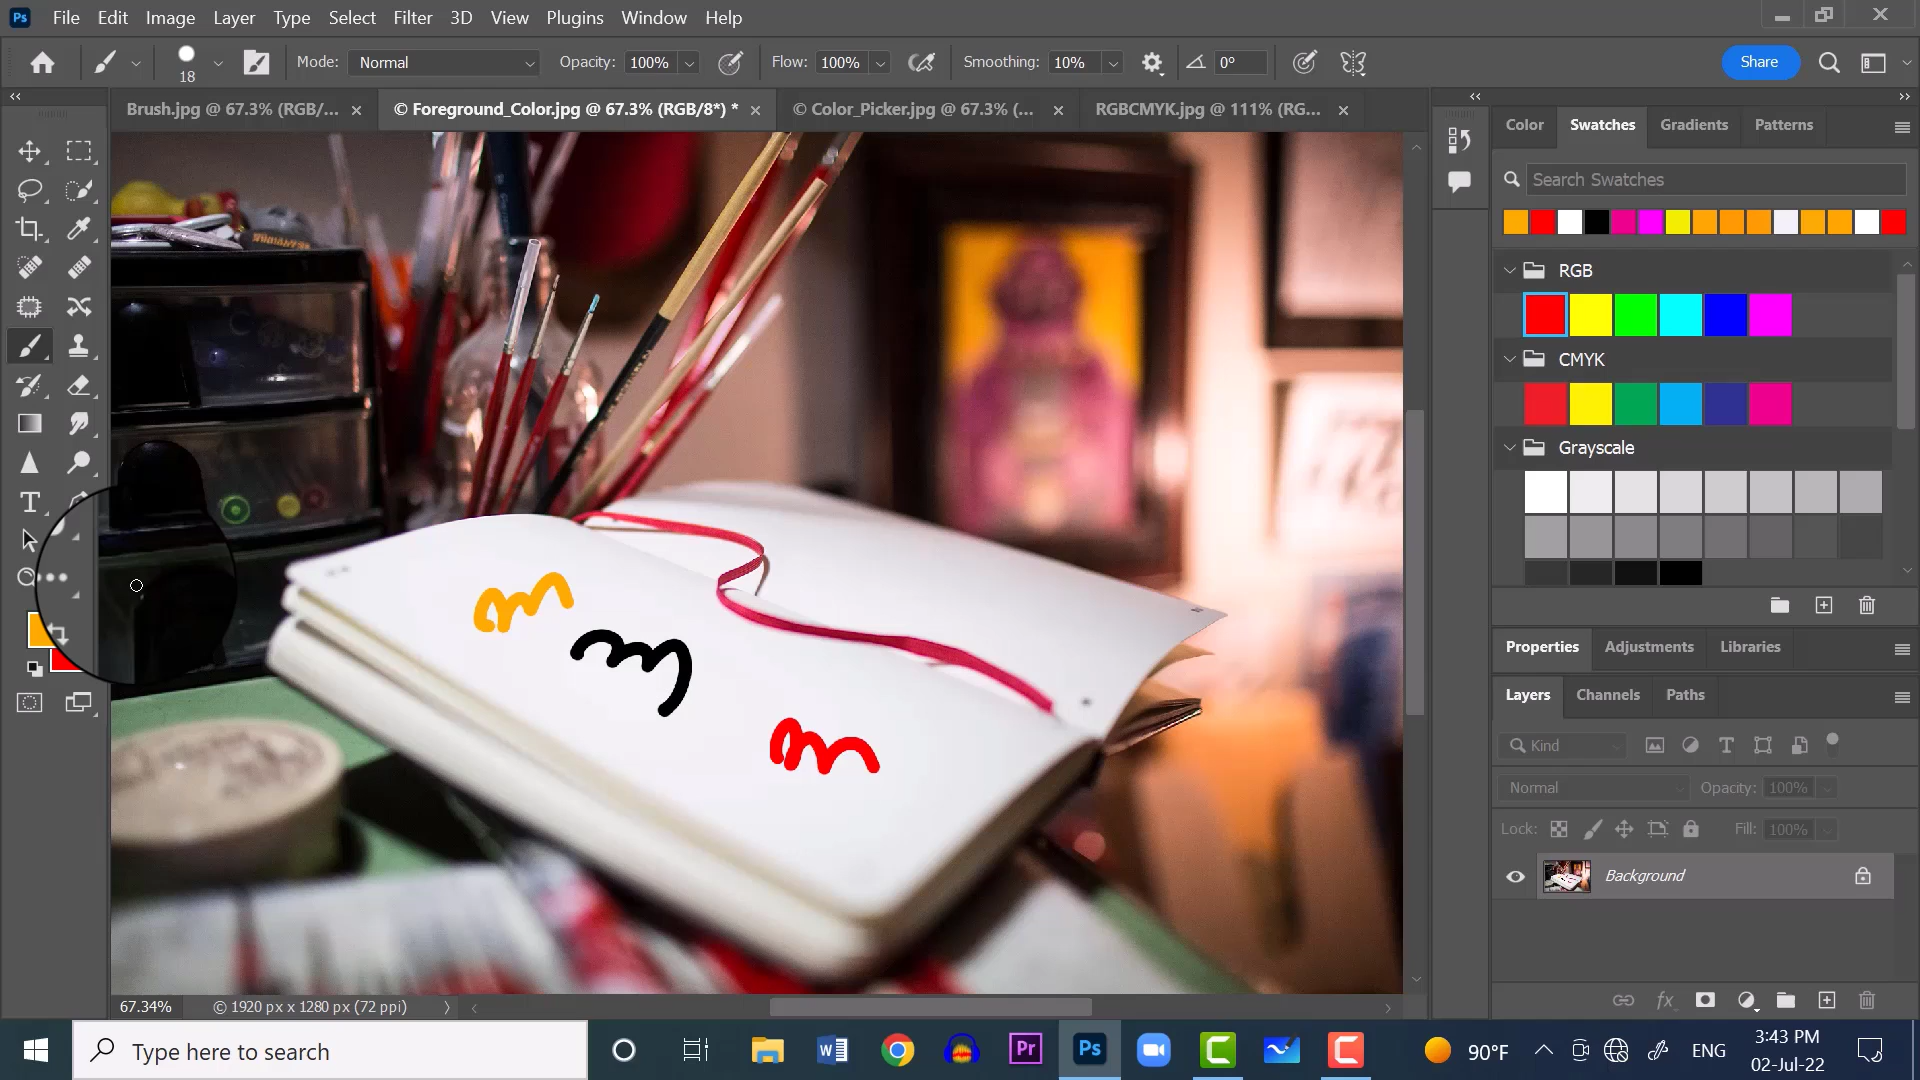 Ps File Edit Image Layer Type Select Filter 3D View Plugins Window Help
18 Mode: Normal Opacity: 100% Flow: 100% Smoothing: 10% 0° Share
Brush.jpg @ 67.3% (RGB/... × © Foreground_Color.jpg @ 67.3% (RGB/8*) * × © Color_Picker.jpg @ 67.3% (... × RGBCMYK.jpg @ 111% (RG... ×
Color Swatches Gradients Patterns
Search Swatches
RGB
CMYK
Grayscale
Properties Adjustments Libraries
Layers Channels Paths
Kind
Normal Opacity: 100%
Lock: Fill: 100%
Background
67.34% © 1920 px x 1280 px (72 ppi)
Type here to search
W Pr Ps
90°F ENG
3:43 PM
02-Jul-22